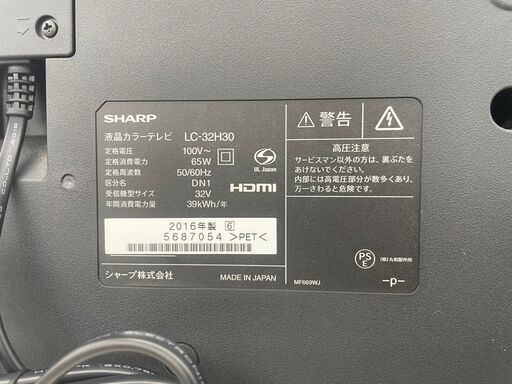 SHARP
液晶カラーテレビ LC-32H30
定格電圧 100V~
定格消費電力 65W
定格周波数 50/60Hz
区分名 DN1
受信機型サイズ 32V
年間消費電力量 39kWh/年
UL Japan
HDMI
2016年製 G
5687054 >PET<
シャープ株式会社
MADE IN JAPAN
警告
高圧注意
サービスマン以外の方は、裏ぶたを
あけないでください。
内部には高電圧部分が数多くあり、
万一さわると危険です。
PSE
(株)丸和製作所
MF669WJ
-p-